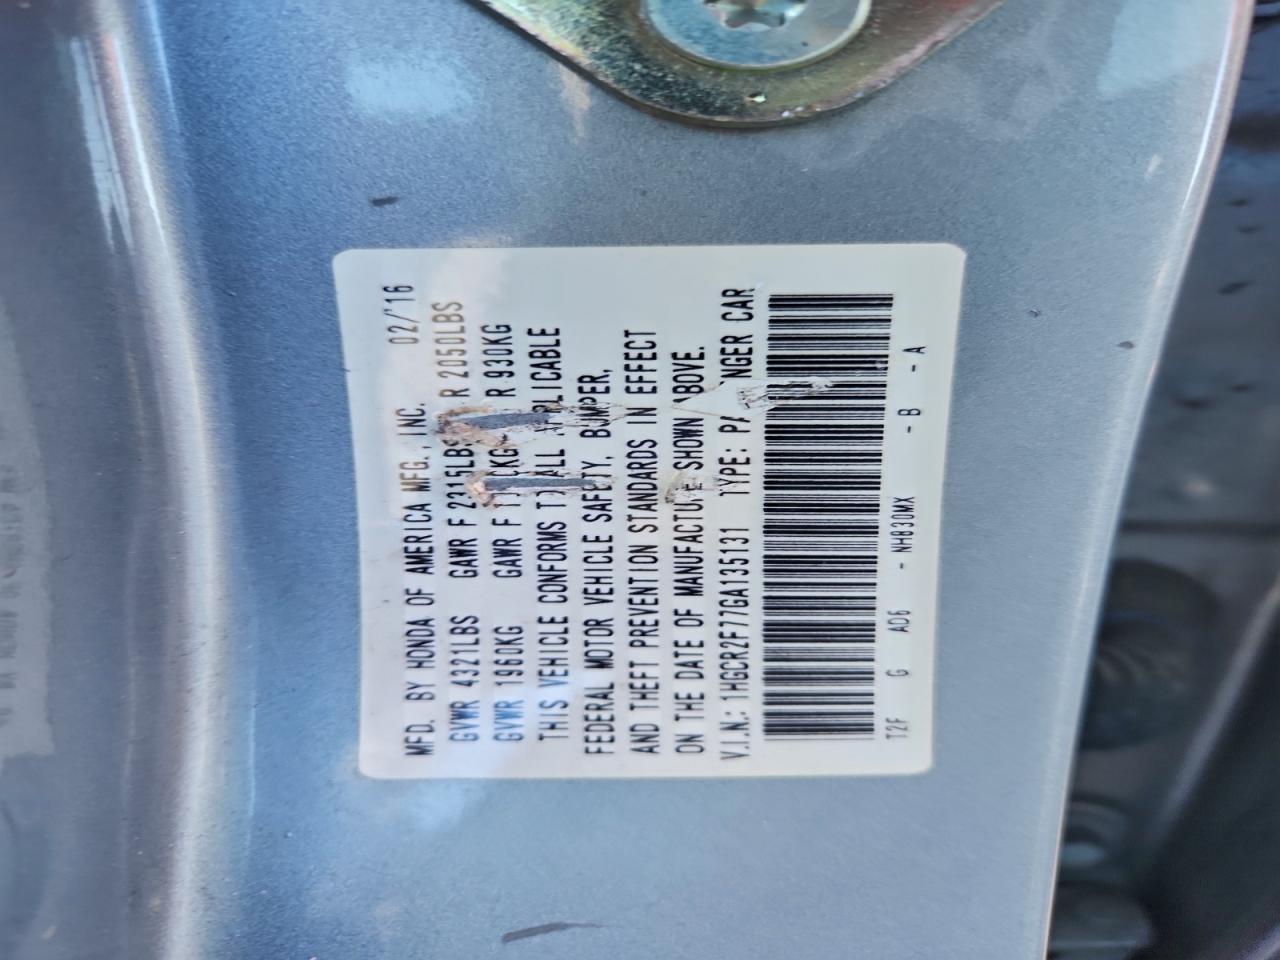 MFD. BY HONDA OF AMERICA MFG., INC. 02/'16
GVWR 4321LBS GAWR F 2315LBS R 2050LBS
GVWR 1960KG GAWR F KG R 930KG
THIS VEHICLE CONFORMS TO ALL APPLICABLE
FEDERAL MOTOR VEHICLE SAFETY, BUMPER,
AND THEFT PREVENTION STANDARDS IN EFFECT
ON THE DATE OF MANUFACTURE SHOWN ABOVE.
V.I.N.: 1HGCR2F77GA135131 TYPE: PA NGER CAR
T2F G AD6 - NH830MX - B - A